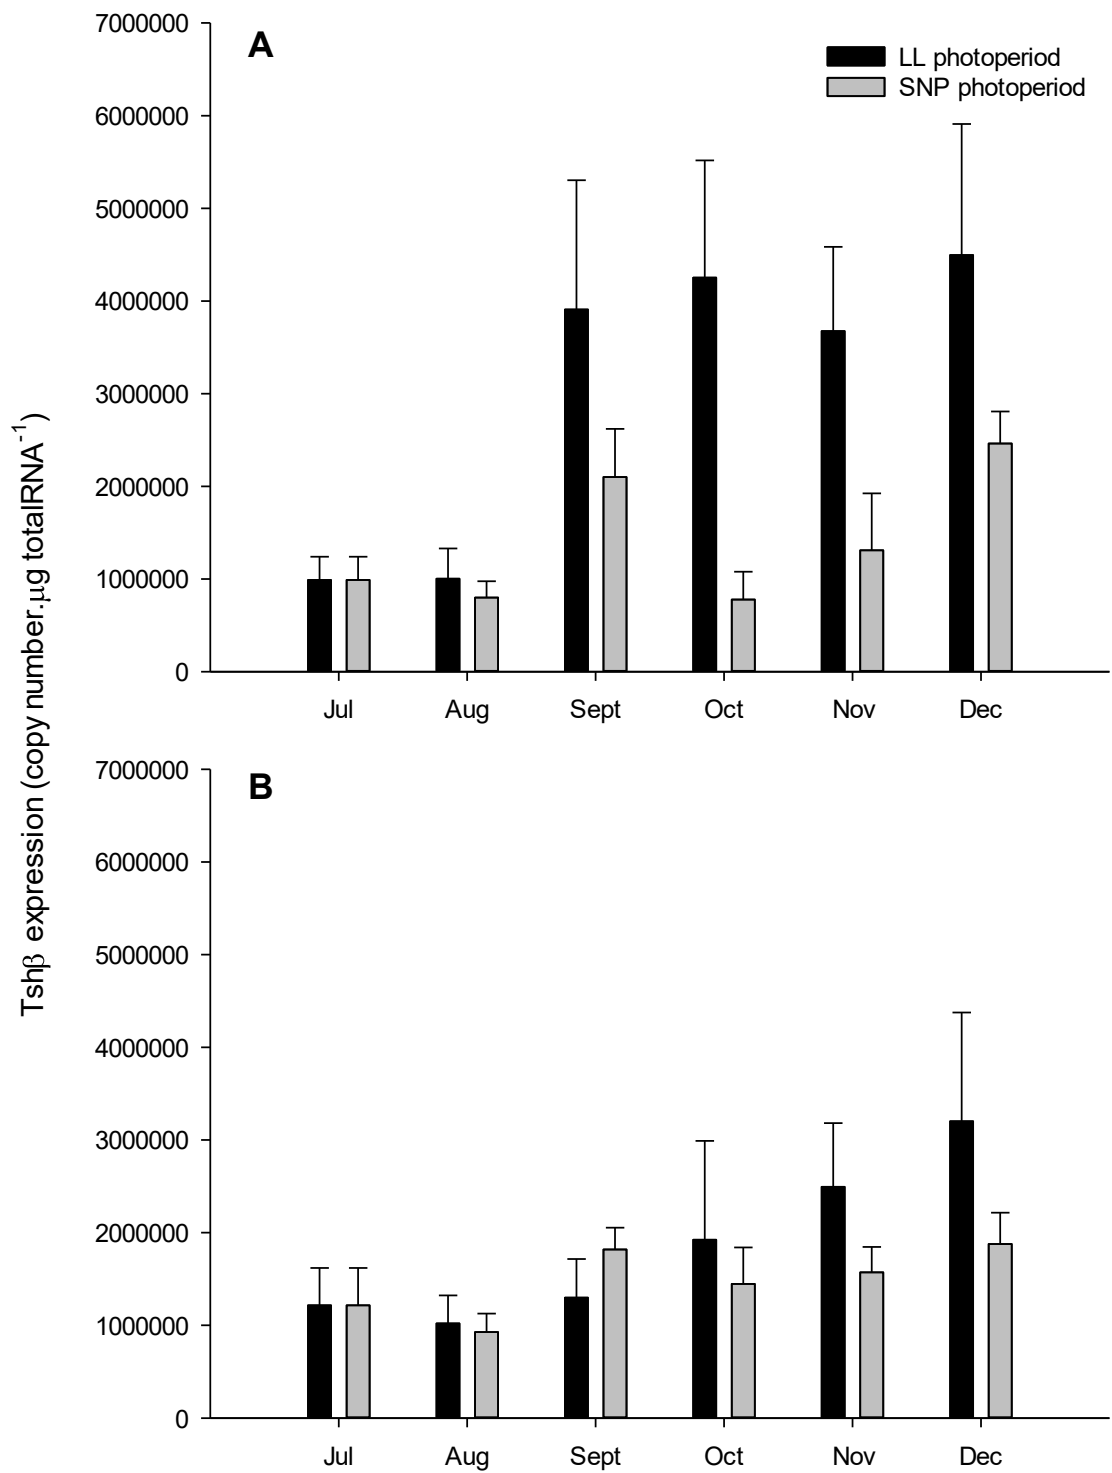 Tshβ expression (copy number.µg totalRNA⁻¹)
A
LL photoperiod
SNP photoperiod
7000000
6000000
5000000
4000000
3000000
2000000
1000000
0
Jul Aug Sept Oct Nov Dec
B
7000000
6000000
5000000
4000000
3000000
2000000
1000000
0
Jul Aug Sept Oct Nov Dec